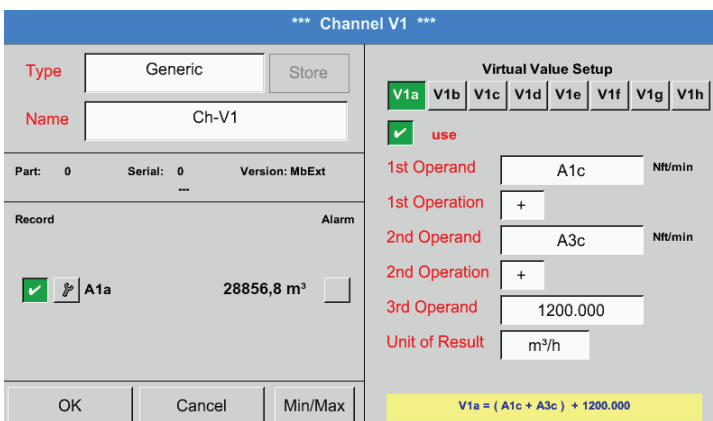 *** Channel V1 ***
Type Generic Store
Name Ch-V1
Part: 0 Serial: 0 Version: MbExt
---
Record Alarm
A1a 28856,8 m³
OK Cancel Min/Max
Virtual Value Setup
V1a V1b V1c V1d V1e V1f V1g V1h
use
1st Operand A1c Nft/min
1st Operation +
2nd Operand A3c Nft/min
2nd Operation +
3rd Operand 1200.000
Unit of Result m³/h
V1a = ( A1c + A3c ) + 1200.000